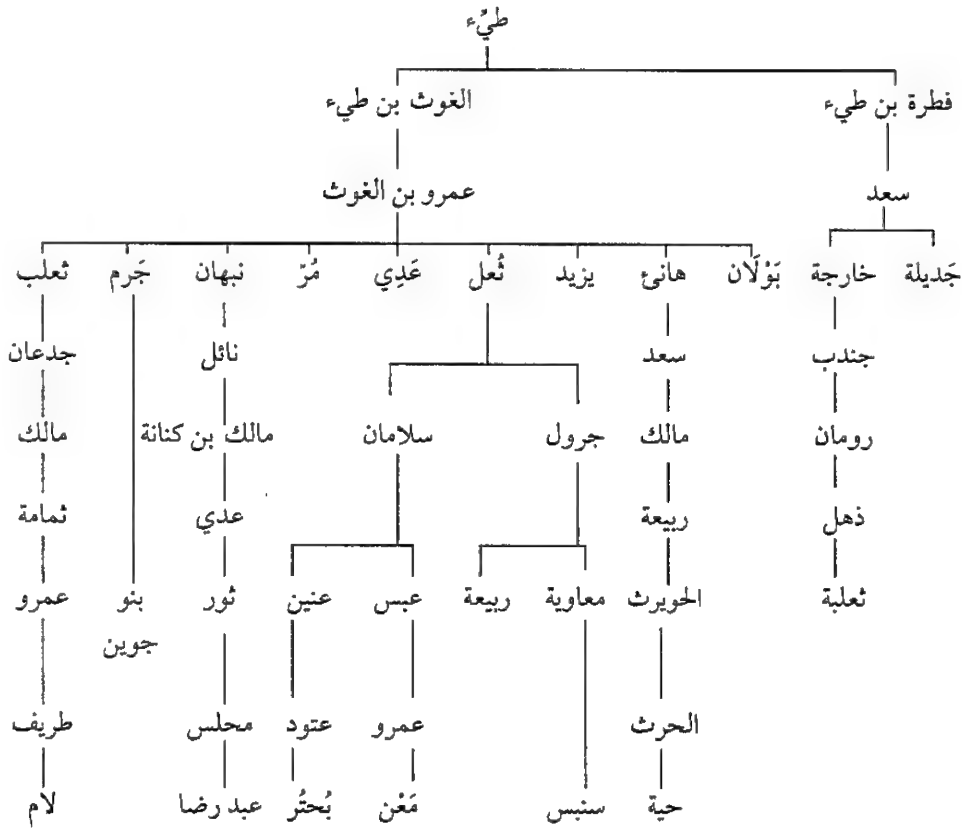 طيِّء
فطرة بن طيء الغوث بن طيء
سعد عمرو بن الغوث
جَديلة خارجة بَوْلَان هانئ يزيد ثُعل عَدِي مُرّ نبهان جَرم ثعلب
جندب سعد نائل جدعان
رومان مالك جرول سلامان مالك بن كنانة مالك
ذهل ربيعة عدي ثمامة
ثعلبة الحويرث معاوية ربيعة عبس عنين ثور بنو عمرو
جوين
الحرث عمرو عتود محلس طريف
حية سنبس مَعْن بُحتُر عبد رضا لام